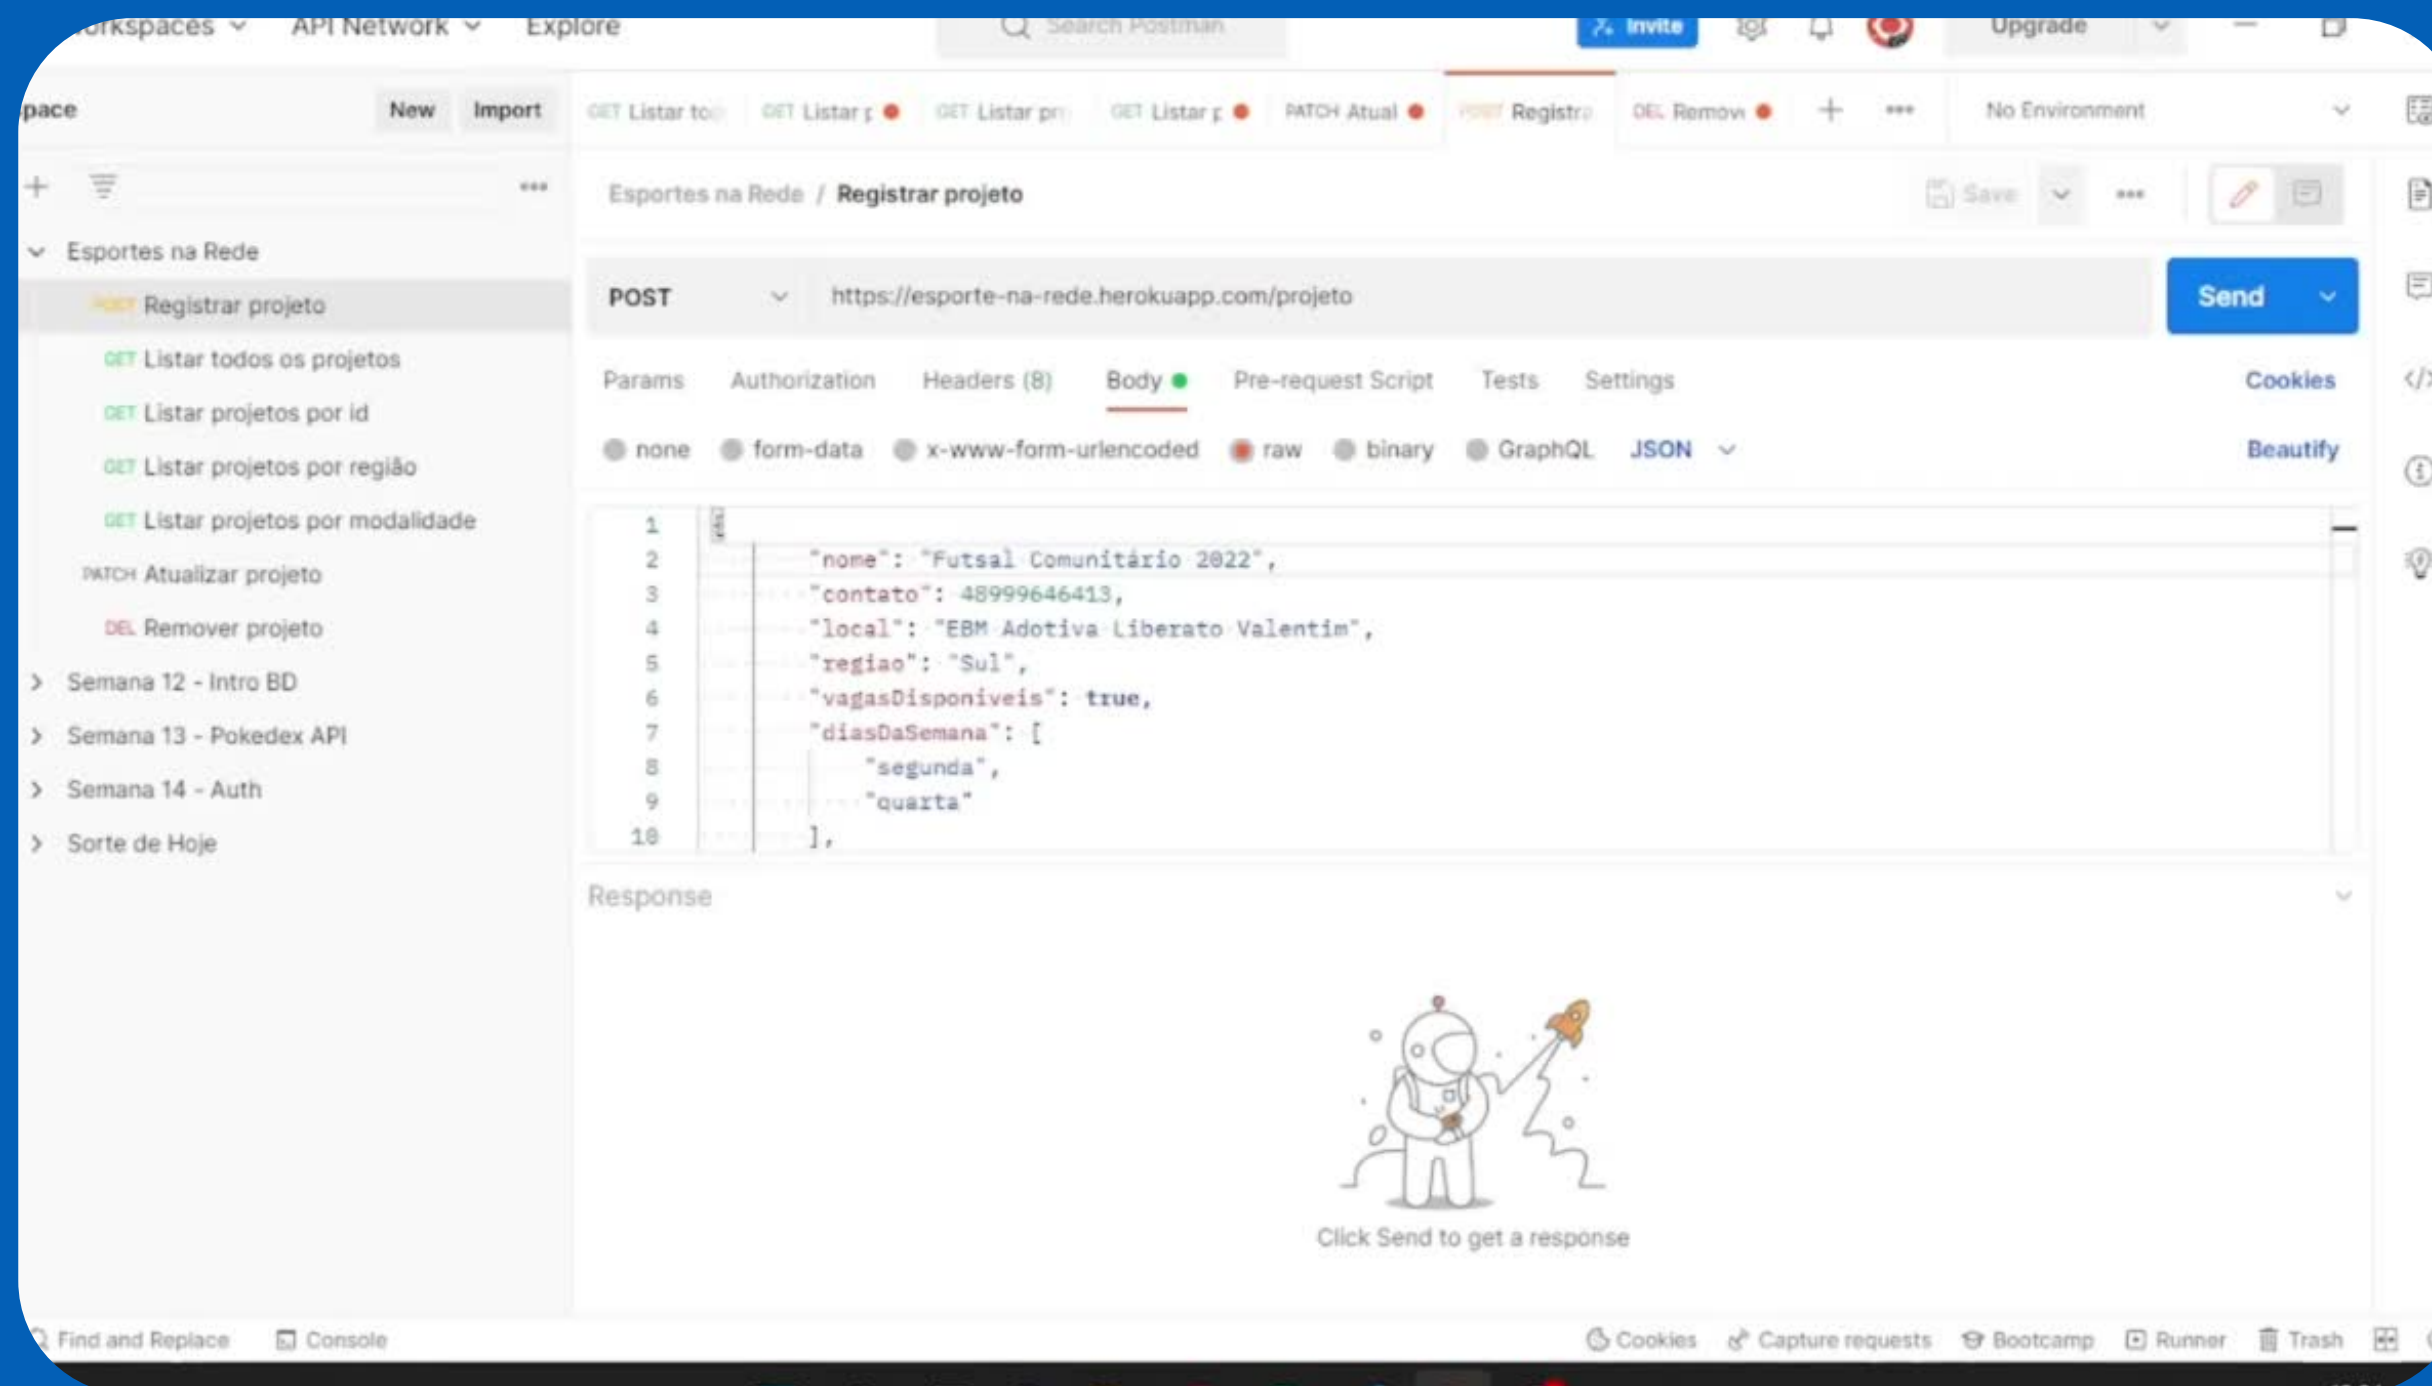 API Network
Explore
Search Postman
Invite
Upgrade
New Import
GET Listar
GET Listar
GET Listar
GET Listar
PATCH Atual
Registr
DEL Remov
No Environment
Esportes na Rede / Registrar projeto
Save
Esportes na Rede
POST Registrar projeto
GET Listar todos os projetos
GET Listar projetos por id
GET Listar projetos por região
GET Listar projetos por modalidade
PATCH Atualizar projeto
DEL Remover projeto
Semana 12 - Intro BD
Semana 13 - Pokedex API
Semana 14 - Auth
Sorte de Hoje
POST https://esporte-na-rede.herokuapp.com/projeto Send
Params Authorization Headers (8) Body Pre-request Script Tests Settings Cookies
none form-data x-www-form-urlencoded raw binary GraphQL JSON Beautify
1
2 "nome": "Futsal Comunitário 2022",
3 "contato": 48999646413,
4 "local": "EBM Adotiva Liberato Valentim",
5 "regiao": "Sul",
6 "vagasDisponiveis": true,
7 "diasDaSemana": [
8 "segunda",
9 "quarta"
10 ],
Response
Click Send to get a response
Find and Replace Console
Cookies Capture requests Bootcamp Runner Trash